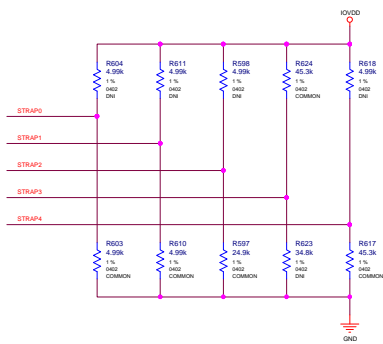 IOVDD
R604
4.99k
1 %
0402
DNI
R611
4.99k
1 %
0402
DNI
R598
4.99k
1 %
0402
DNI
R624
45.3k
1 %
0402
COMMON
R618
4.99k
1 %
0402
DNI
STRAP0
STRAP1
STRAP2
STRAP3
STRAP4
R603
4.99k
1 %
0402
COMMON
R610
4.99k
1 %
0402
COMMON
R597
24.9k
1 %
0402
COMMON
R623
34.8k
1 %
0402
DNI
R617
45.3k
1 %
0402
COMMON
GND